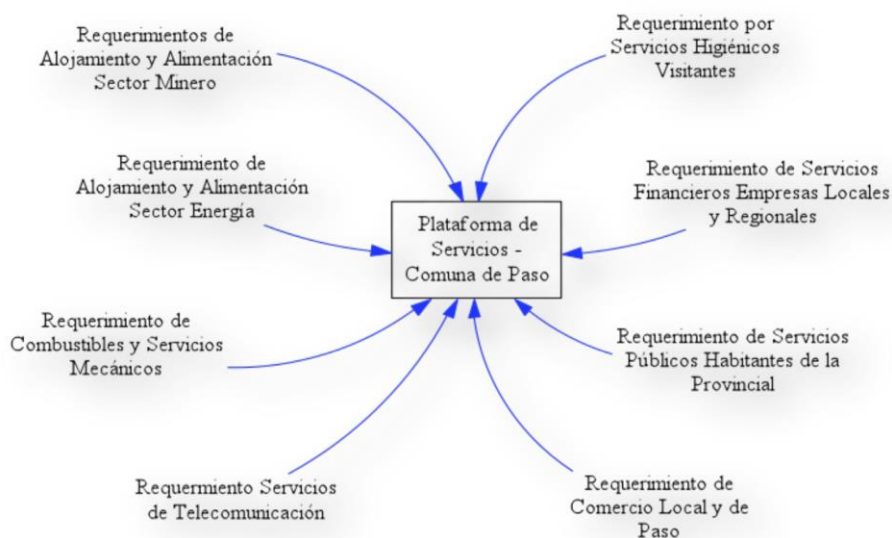 Requerimientos de
Alojamiento y Alimentación
Sector Minero
Requerimiento por
Servicios Higiénicos
Visitantes
Requerimiento de
Alojamiento y Alimentación
Sector Energía
Requerimiento de Servicios
Financieros Empresas Locales
y Regionales
Plataforma de
Servicios -
Comuna de Paso
Requerimiento de
Combustibles y Servicios
Mecánicos
Requerimiento de Servicios
Públicos Habitantes de la
Provincial
Requermiento Servicios
de Telecomunicación
Requerimiento de
Comercio Local y de
Paso